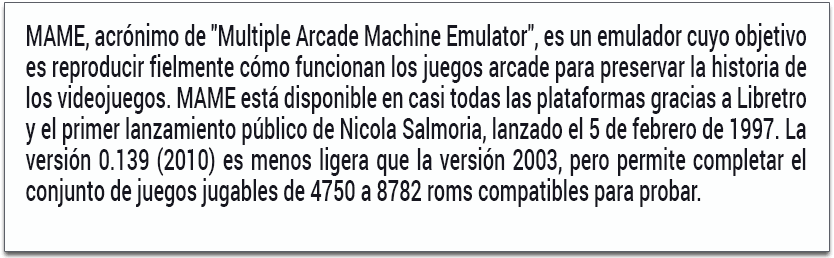 MAME, acrónimo de "Multiple Arcade Machine Emulator", es un emulador cuyo objetivo
es reproducir fielmente cómo funcionan los juegos arcade para preservar la historia de
los videojuegos. MAME está disponible en casi todas las plataformas gracias a Libretro
y el primer lanzamiento público de Nicola Salmoria, lanzado el 5 de febrero de 1997. La
versión 0.139 (2010) es menos ligera que la versión 2003, pero permite completar el
conjunto de juegos jugables de 4750 a 8782 roms compatibles para probar.